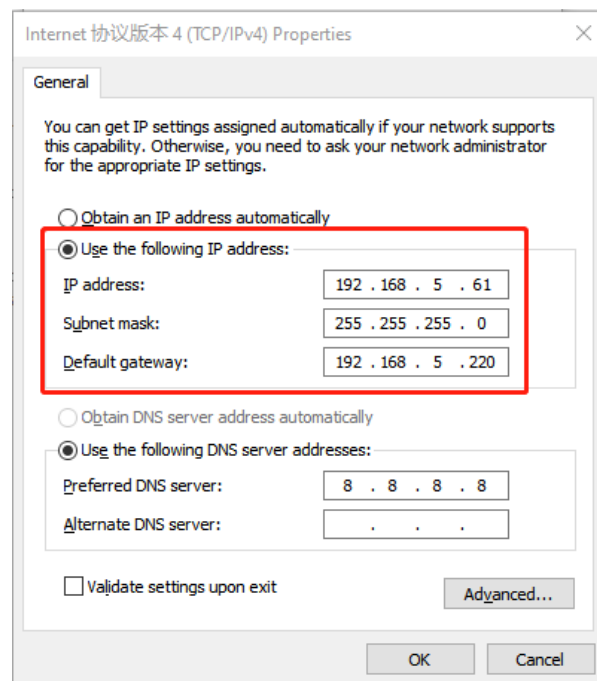 Internet 协议版本 4 (TCP/IPv4) Properties
General
You can get IP settings assigned automatically if your network supports
this capability. Otherwise, you need to ask your network administrator
for the appropriate IP settings.
Obtain an IP address automatically
Use the following IP address:
IP address: 192 . 168 . 5 . 61
Subnet mask: 255 . 255 . 255 . 0
Default gateway: 192 . 168 . 5 . 220
Obtain DNS server address automatically
Use the following DNS server addresses:
Preferred DNS server: 8 . 8 . 8 . 8
Alternate DNS server: . . .
Validate settings upon exit
Advanced...
OK Cancel